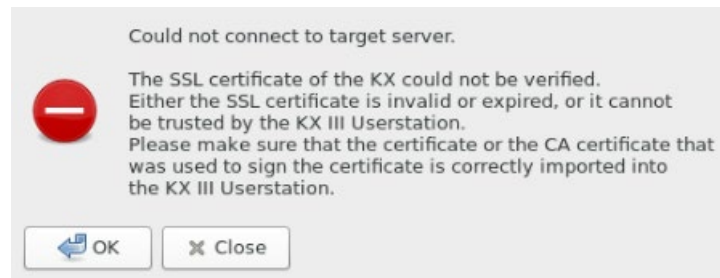 Could not connect to target server.
The SSL certificate of the KX could not be verified.
Either the SSL certificate is invalid or expired, or it cannot
be trusted by the KX III Userstation.
Please make sure that the certificate or the CA certificate that
was used to sign the certificate is correctly imported into
the KX III Userstation.
OK
Close